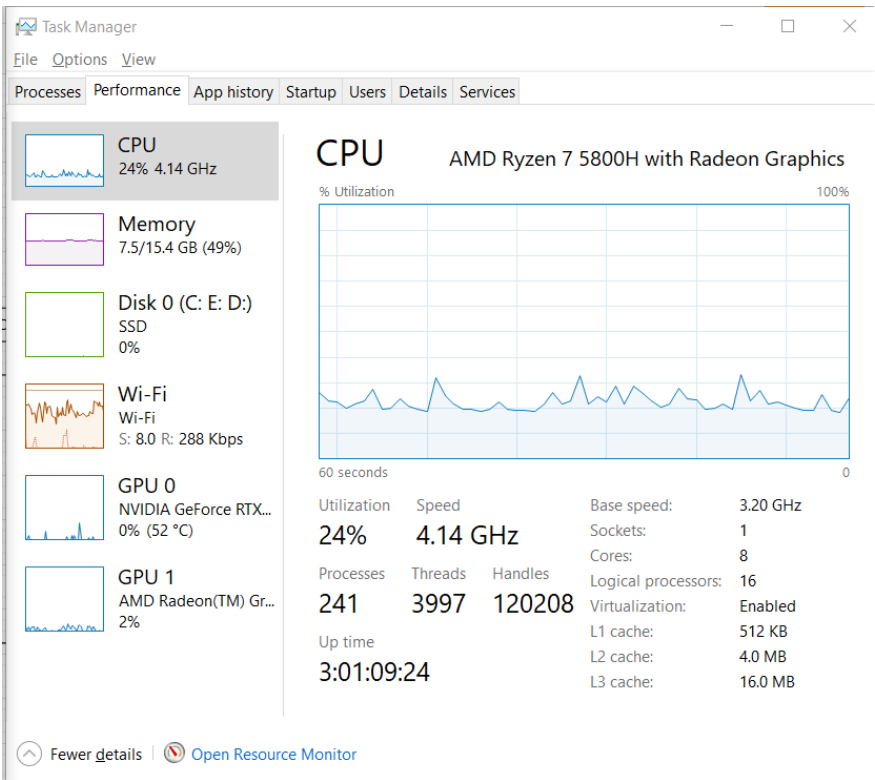 Task Manager
File Options View
Processes Performance App history Startup Users Details Services
CPU
24% 4.14 GHz
Memory
7.5/15.4 GB (49%)
Disk 0 (C: E: D:)
SSD
0%
Wi-Fi
Wi-Fi
S: 8.0 R: 288 Kbps
GPU 0
NVIDIA GeForce RTX...
0% (52 °C)
GPU 1
AMD Radeon(TM) Gr...
2%
CPU AMD Ryzen 7 5800H with Radeon Graphics
% Utilization 100%
60 seconds 0
Utilization Speed
24% 4.14 GHz
Processes Threads Handles
241 3997 120208
Up time
3:01:09:24
Base speed: 3.20 GHz
Sockets: 1
Cores: 8
Logical processors: 16
Virtualization: Enabled
L1 cache: 512 KB
L2 cache: 4.0 MB
L3 cache: 16.0 MB
Fewer details Open Resource Monitor